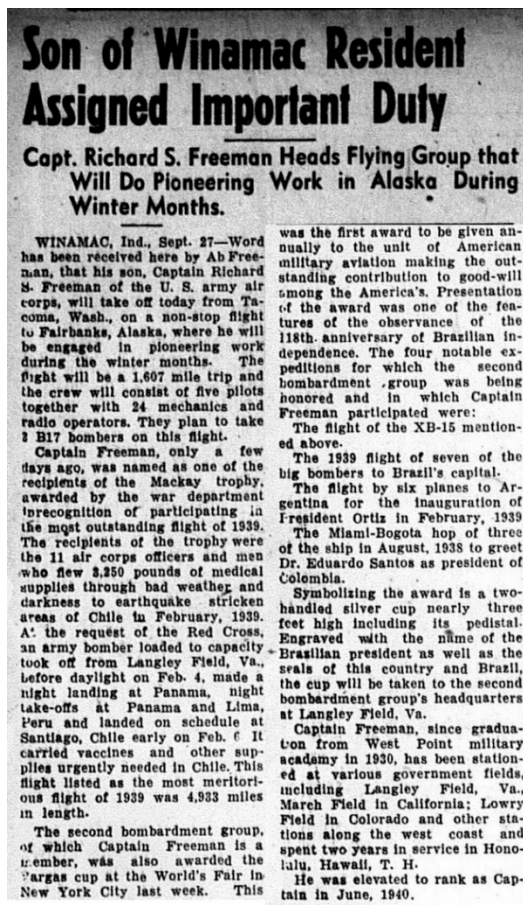 Son of Winamac Resident
Assigned Important Duty
Capt. Richard S. Freeman Heads Flying Group that
Will Do Pioneering Work in Alaska During
Winter Months.
WINAMAC, Ind., Sept. 27—Word
has been received here by Ab Free-
man, that his son, Captain Richard
S. Freeman of the U. S. army air
corps, will take off today from Ta-
coma, Wash., on a non-stop flight
to Fairbanks, Alaska, where he will
be engaged in pioneering work
during the winter months. The
flight will be a 1,607 mile trip and
the crew will consist of five pilots
together with 24 mechanics and
radio operators. They plan to take
B17 bombers on this flight.
Captain Freeman, only a few
days ago, was named as one of the
recipients of the Mackay trophy,
awarded by the war department
inrecognition of participating in
the most outstanding flight of 1939.
The recipients of the trophy were
the 11 air corps officers and men
who flew 3,250 pounds of medical
supplies through bad weather and
darkness to earthquake stricken
areas of Chile in February, 1939.
At the request of the Red Cross,
an army bomber loaded to capacity
took off from Langley Field, Va.,
before daylight on Feb. 4, made a
night landing at Panama, night
take-offs at Panama and Lima,
Peru and landed on schedule at
Santiago, Chile early on Feb. 6 It
carried vaccines and other sup-
plies urgently needed in Chile. This
flight listed as the most meritori-
ous flight of 1939 was 4,933 miles
in length.
The second bombardment group,
of which Captain Freeman is a
member, was also awarded the
Vargas cup at the World's Fair in
New York City last week. This
was the first award to be given an-
nually to the unit of American
military aviation making the out-
standing contribution to good-will
among the America's. Presentation
of the award was one of the fea-
tures of the observance of the
118th anniversary of Brazilian in-
dependence. The four notable ex-
peditions for which the second
bombardment group was being
honored and in which Captain
Freeman participated were:
The flight of the XB-15 mention-
ed above.
The 1939 flight of seven of the
big bombers to Brazil's capital.
The flight by six planes to Ar-
gentina for the inauguration of
President Ortiz in February, 1939
The Miami-Bogota hop of three
of the ship in August, 1938 to greet
Dr. Eduardo Santos as president of
Colombia.
Symbolizing the award is a two-
handled silver cup nearly three
feet high including its pedistal.
Engraved with the name of the
Brasilian president as well as the
seals of this country and Brazil,
the cup will be taken to the second
bombardment group's headquarters
at Langley Field, Va.
Captain Freeman, since gradua-
tion from West Point military
academy in 1930, has been station-
ed at various government fields,
including Langley Field, Va.,
March Field in California; Lowry
Field in Colorado and other sta-
tions along the west coast and
spent two years in service in Hono-
lulu, Hawaii, T. H.
He was elevated to rank as Cap-
tain in June, 1940.